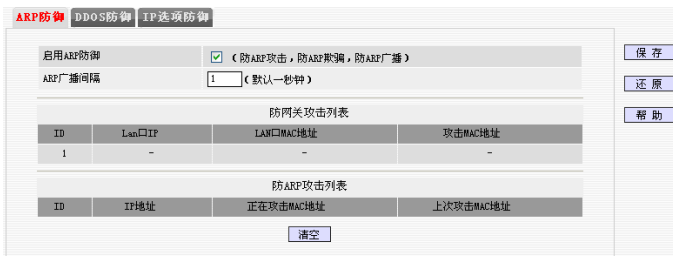 ARP防御 DDOS防御 IP选项防御
启用ARP防御 (防ARP攻击，防ARP欺骗，防ARP广播)
保存
ARP广播间隔 1 (默认一秒钟)
还原
防网关攻击列表
帮助
ID Lan口IP LAN口MAC地址 攻击MAC地址
1 - - -
防ARP攻击列表
ID IP地址 正在攻击MAC地址 上次攻击MAC地址
清空